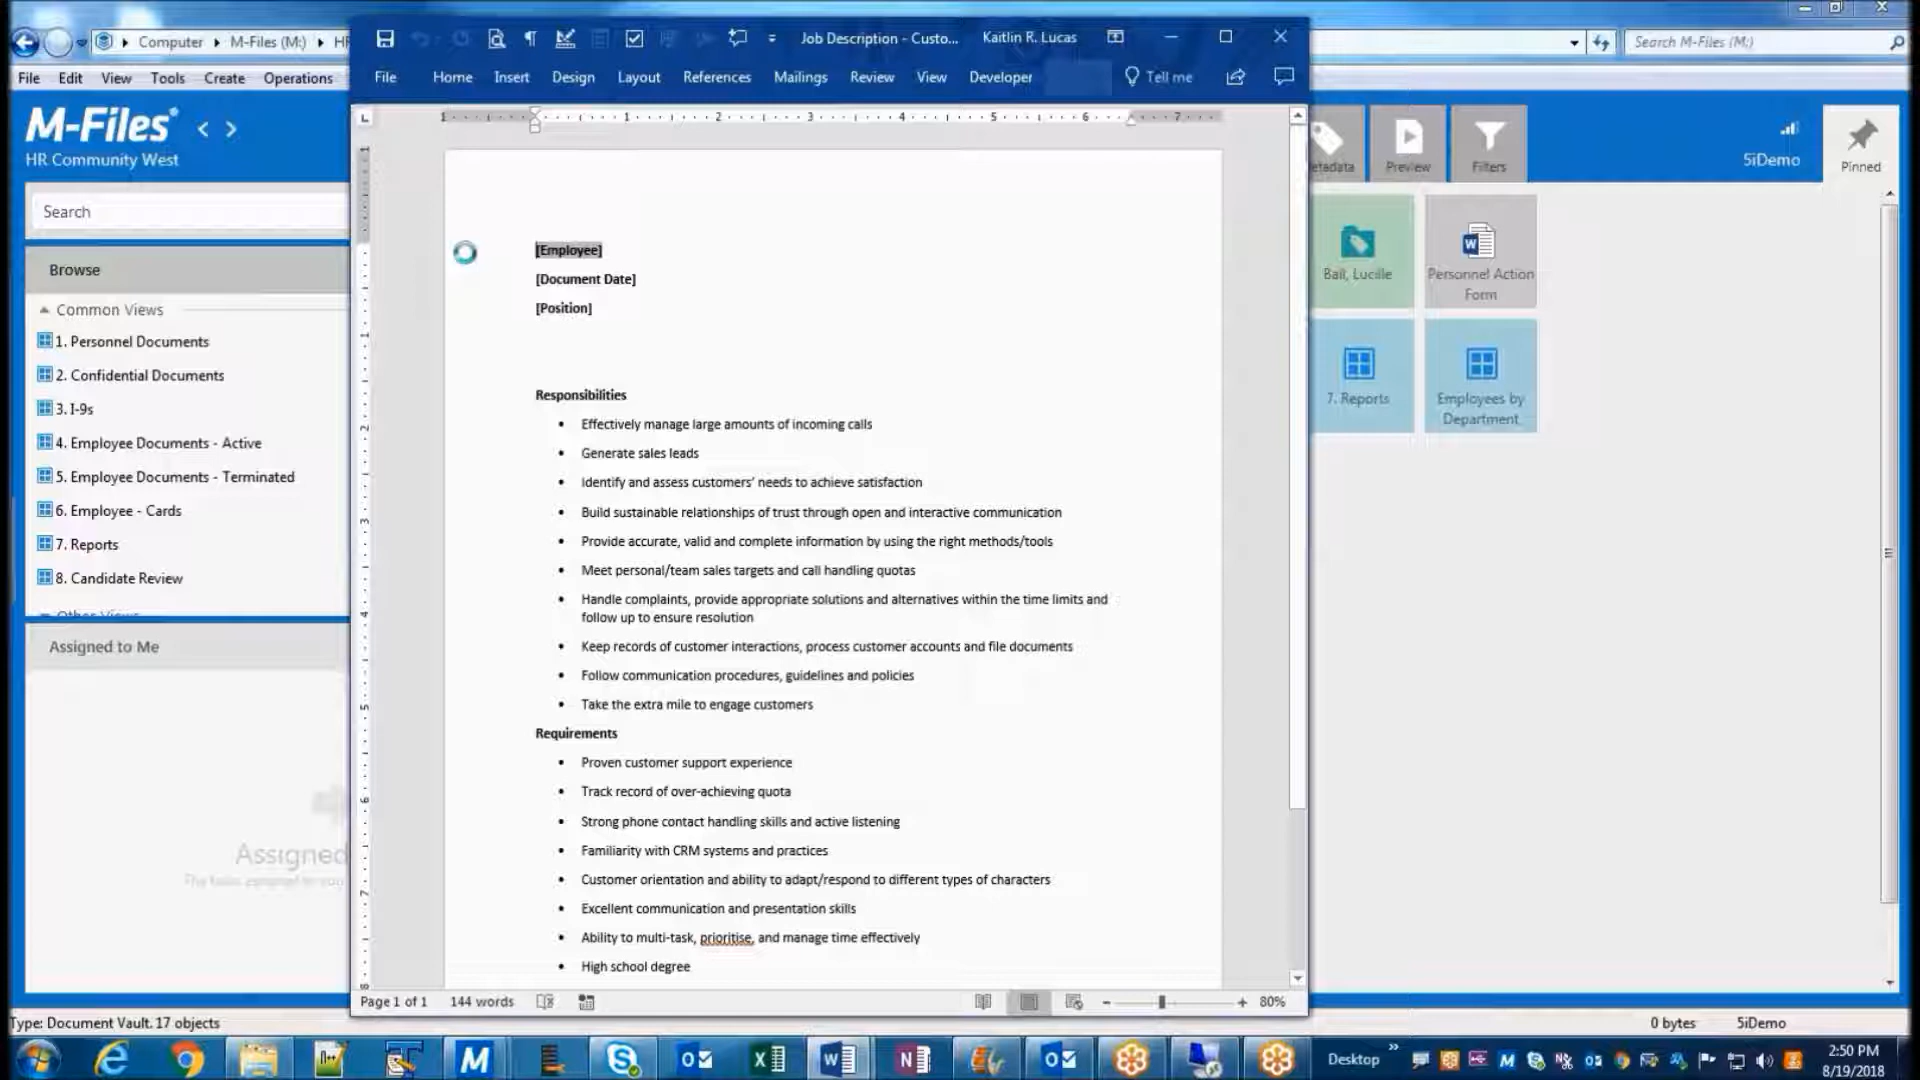 Computer
M-Files (M:)
HR
Search M-Files (M:)
File Edit View Tools Create Operations
M-Files
HR Community West
Search
Browse
Common Views
1. Personnel Documents
2. Confidential Documents
3. I-9s
4. Employee Documents - Active
5. Employee Documents - Terminated
6. Employee - Cards
7. Reports
8. Candidate Review
Other Views
Assigned to Me
Assigned
Job Description - Custo...
Kaitlin R. Lucas
File Home Insert Design Layout References Mailings Review View Developer Tell me
1 1 2 3 4 5 6 7
[Employee]
[Document Date]
[Position]
Responsibilities
• Effectively manage large amounts of incoming calls
• Generate sales leads
• Identify and assess customers’ needs to achieve satisfaction
• Build sustainable relationships of trust through open and interactive communication
• Provide accurate, valid and complete information by using the right methods/tools
• Meet personal/team sales targets and call handling quotas
• Handle complaints, provide appropriate solutions and alternatives within the time limits and
follow up to ensure resolution
• Keep records of customer interactions, process customer accounts and file documents
• Follow communication procedures, guidelines and policies
• Take the extra mile to engage customers
Requirements
• Proven customer support experience
• Track record of over-achieving quota
• Strong phone contact handling skills and active listening
• Familiarity with CRM systems and practices
• Customer orientation and ability to adapt/respond to different types of characters
• Excellent communication and presentation skills
• Ability to multi-task, prioritise, and manage time effectively
• High school degree
Page 1 of 1 144 words
80%
etadata
Preview
Filters
5iDemo
Pinned
Ball, Lucille
Personnel Action
Form
7. Reports
Employees by
Department
Type: Document Vault. 17 objects
0 bytes 5iDemo
Desktop
2:50 PM
8/19/2018